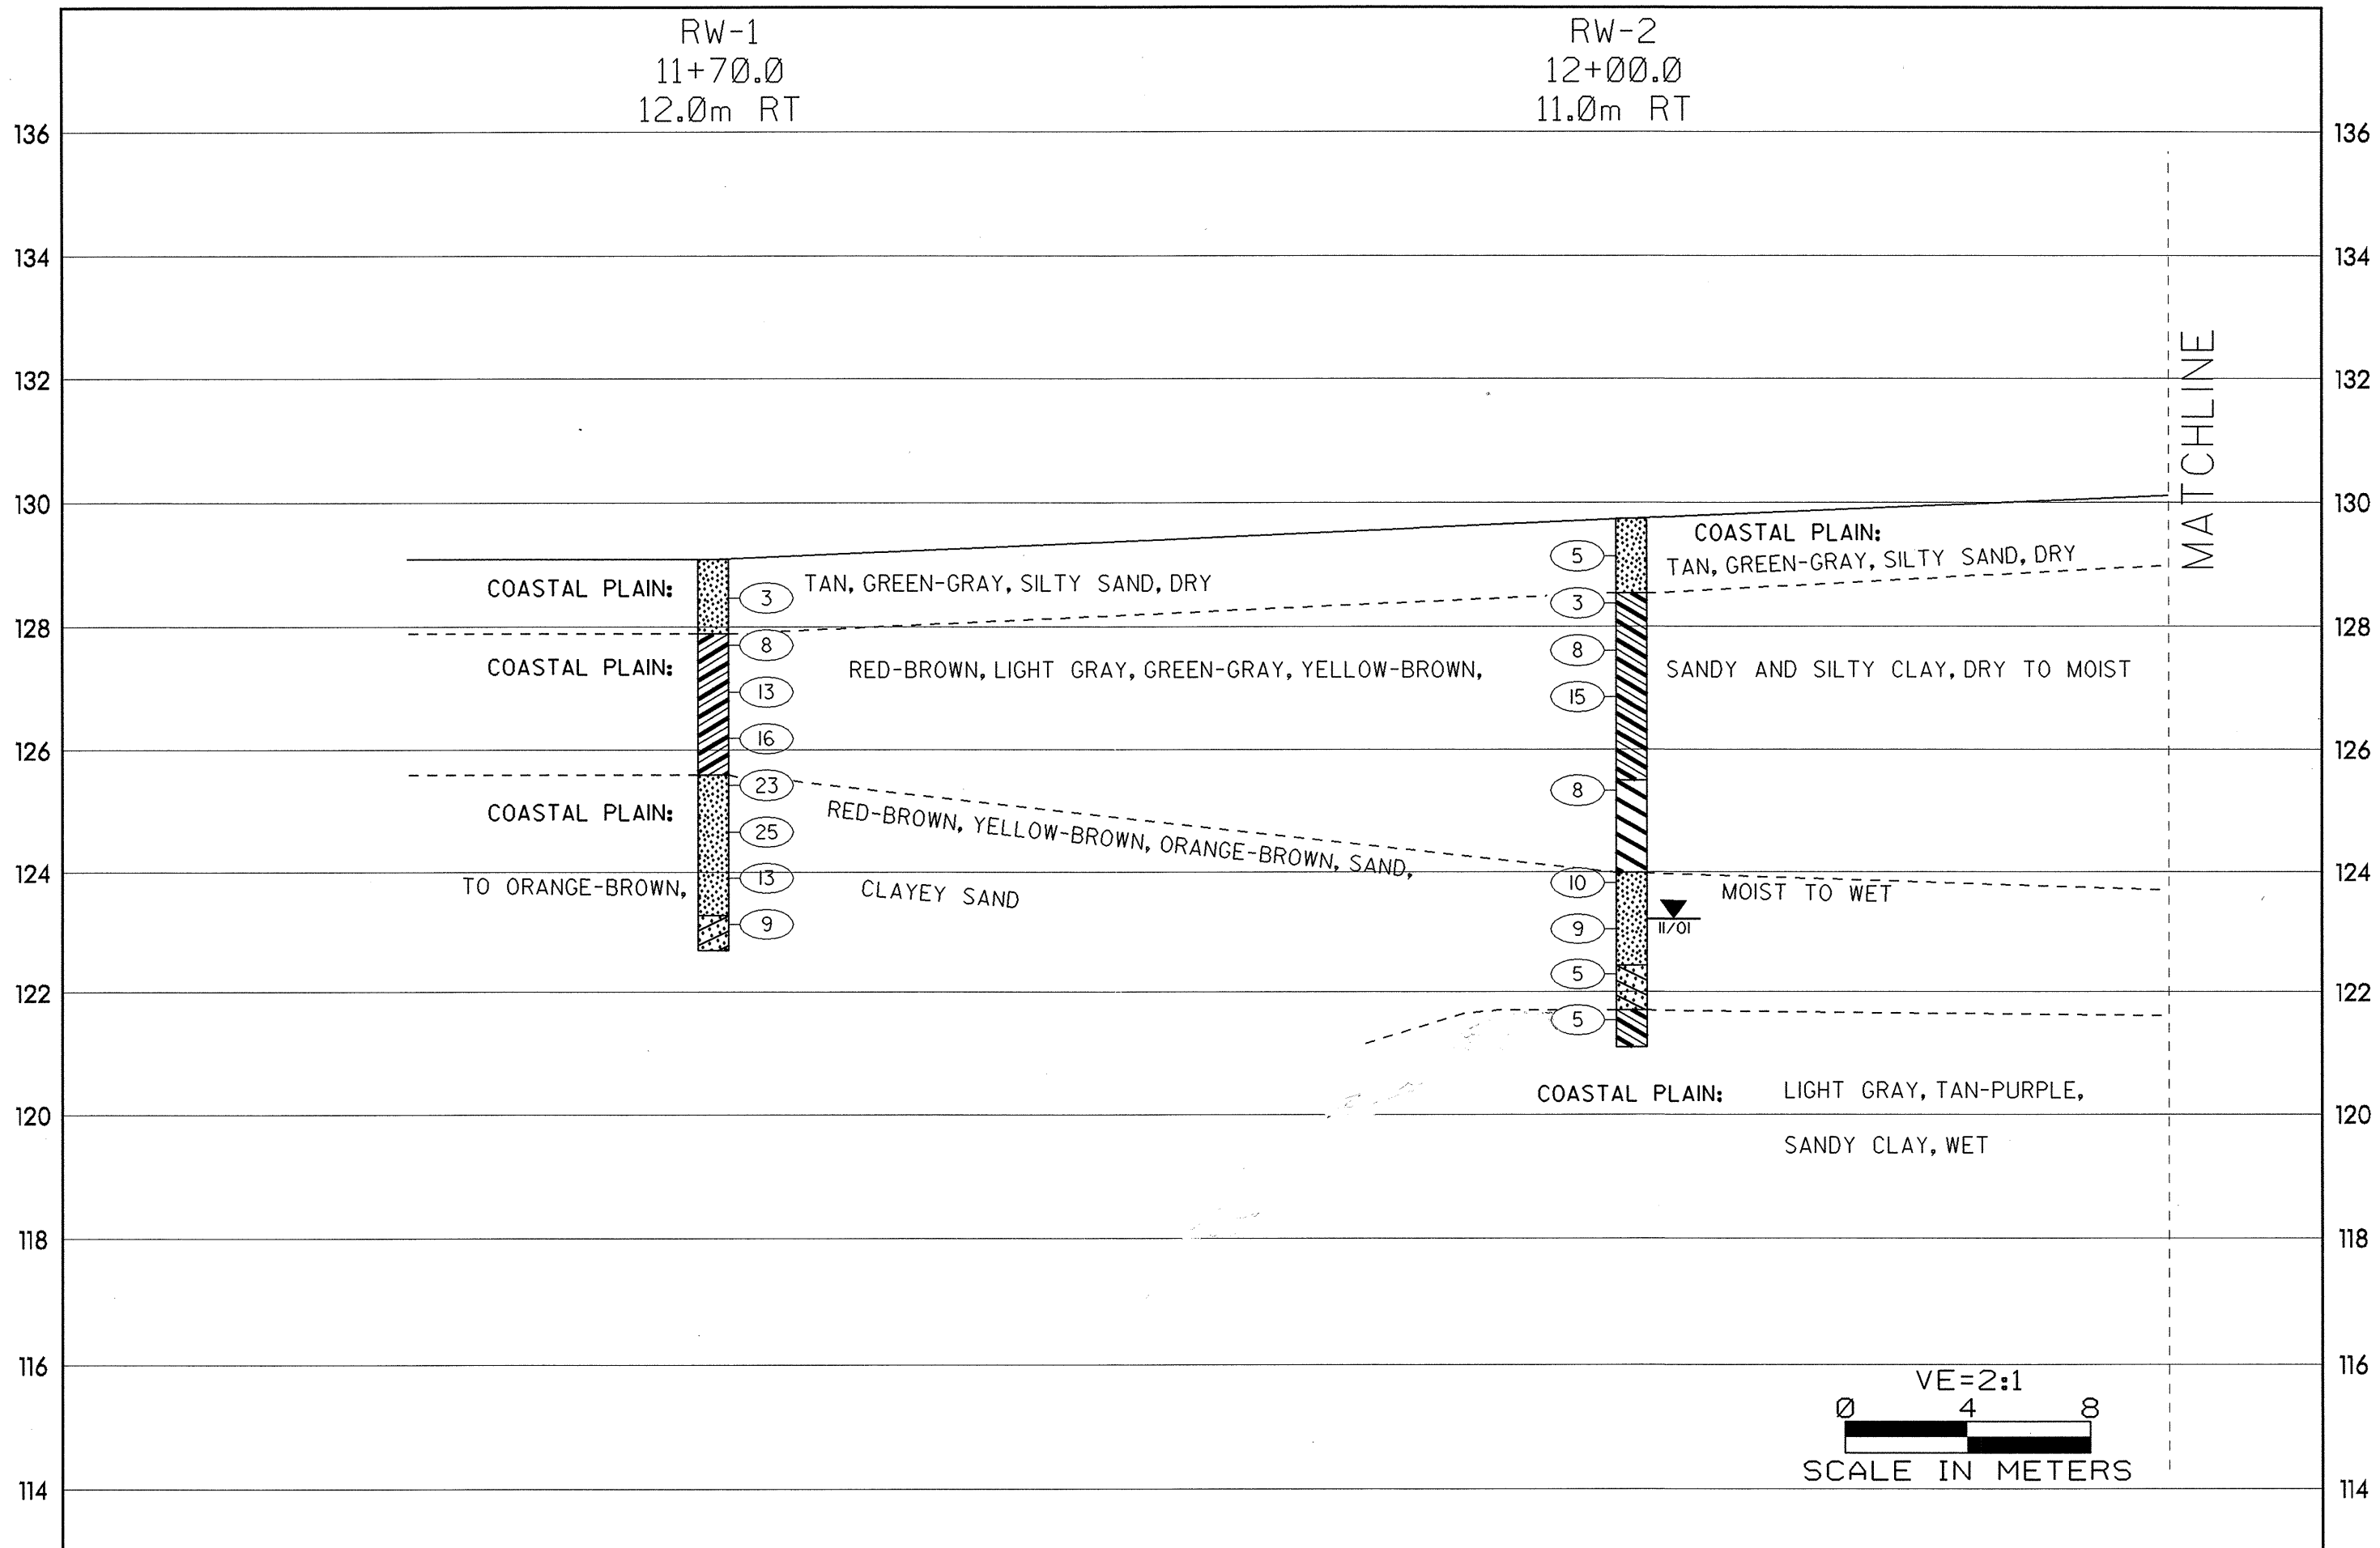 RW-1
11+70.0
12.0m RT
RW-2
12+00.0
11.0m RT
136 136
134 134
132 132
130 130
128 128
126 126
124 124
122 122
120 120
118 118
116 116
114 114
MATCHLINE
COASTAL PLAIN: TAN, GREEN-GRAY, SILTY SAND, DRY
COASTAL PLAIN:
TAN, GREEN-GRAY, SILTY SAND, DRY
COASTAL PLAIN: RED-BROWN, LIGHT GRAY, GREEN-GRAY, YELLOW-BROWN, SANDY AND SILTY CLAY, DRY TO MOIST
COASTAL PLAIN: RED-BROWN, YELLOW-BROWN, ORANGE-BROWN, SAND,
TO ORANGE-BROWN, CLAYEY SAND MOIST TO WET
3
8
13
16
23
25
13
9
5
3
8
15
8
10
9
5
5
11/01
COASTAL PLAIN: LIGHT GRAY, TAN-PURPLE,
SANDY CLAY, WET
VE=2:1
0 4 8
SCALE IN METERS